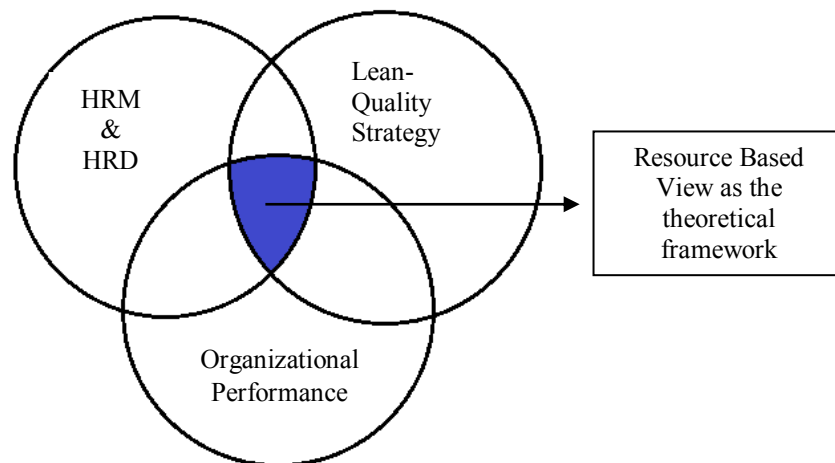 HRM
&
HRD
Lean-
Quality
Strategy
Organizational
Performance
Resource Based
View as the
theoretical
framework